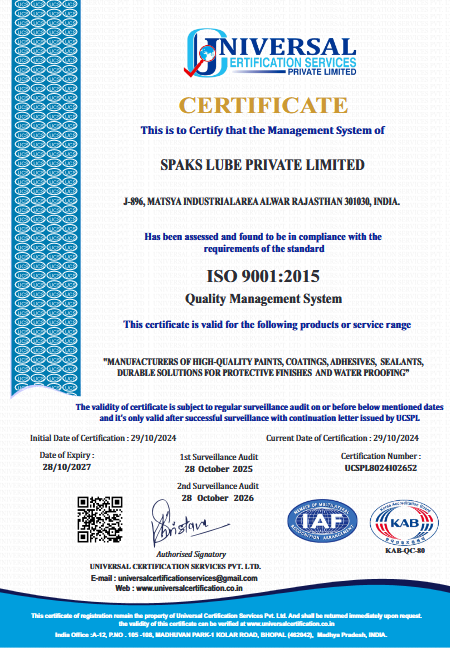 UNIVERSAL
CERTIFICATION SERVICES
PRIVATE LIMITED
CERTIFICATE
This is to Certify that the Management System of
SPAKS LUBE PRIVATE LIMITED
J-896, MATSYA INDUSTRIALAREA ALWAR RAJASTHAN 301030, INDIA.
Has been assessed and found to be in compliance with the
requirements of the standard
ISO 9001:2015
Quality Management System
This certificate is valid for the following products or service range
"MANUFACTURERS OF HIGH-QUALITY PAINTS, COATINGS, ADHESIVES, SEALANTS,
DURABLE SOLUTIONS FOR PROTECTIVE FINISHES AND WATER PROOFING”
The validity of certificate is subject to regular surveillance audit on or before below mentioned dates
and it's only valid after successful surveillance with continuation letter issued by UCSPL
Initial Date of Certification : 29/10/2024
Current Date of Certification : 29/10/2024
Date of Expiry :
28/10/2027
1st Surveillance Audit
28 October 2025
2nd Surveillance Audit
28 October 2026
Certification Number :
UCSPL8024I02652
IAF
KAB
KAB-QC-80
Authorised Signatory
UNIVERSAL CERTIFICATION SERVICES PVT. LTD.
E-mail : universalcertificationservices@gmail.com
Web : www.universalcertification.co.in
This certificate of registration remain the property of Universal Certification Services Pvt. Ltd. And shall be returned immediately upon request.
the validity of this certificate can be verified at www.universalcertification.co.in
India Office :A-12, P.NO . 105 -108, MADHUVAN PARK-1 KOLAR ROAD, BHOPAL (462042), Madhya Pradesh, INDIA.